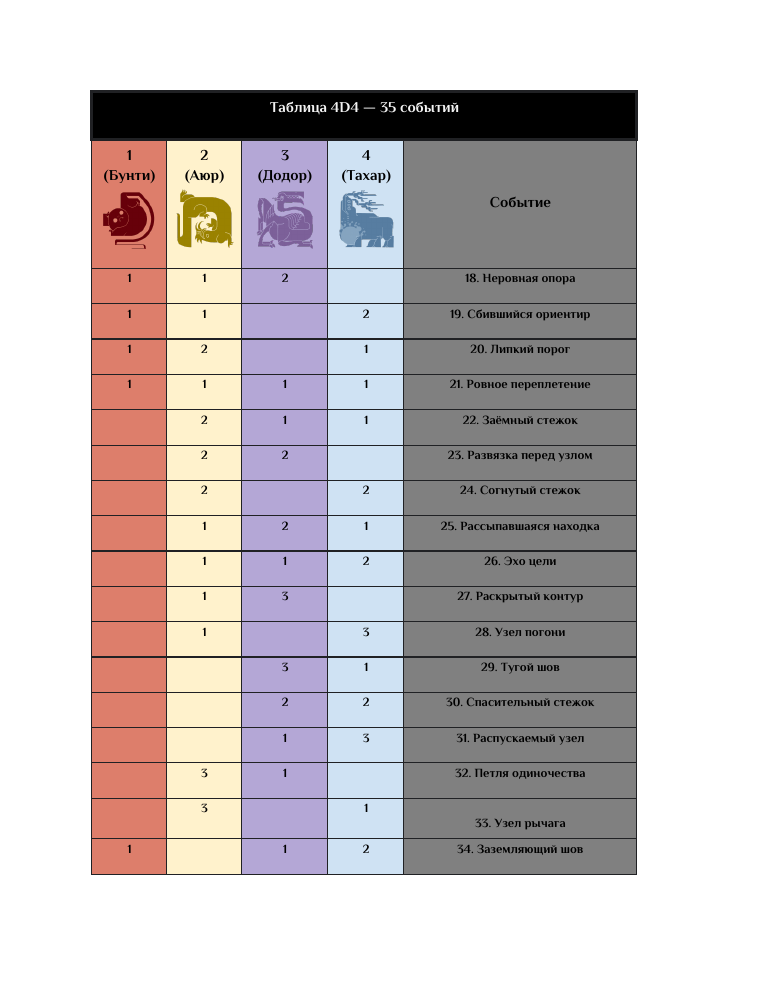 Таблица 4D4 — 35 событий
1 2 3 4
(Бунти) (Аюр) (Додор) (Тахар) Событие
1 1 2 18. Неровная опора
1 1 2 19. Сбившийся ориентир
1 2 1 20. Липкий порог
1 1 1 1 21. Ровное переплетение
2 1 1 22. Заёмный стежок
2 2 23. Развязка перед узлом
2 2 24. Согнутый стежок
1 2 1 25. Рассыпавшаяся находка
1 1 2 26. Эхо цели
1 3 27. Раскрытый контур
1 3 28. Узел погони
3 1 29. Тугой шов
2 2 30. Спасительный стежок
1 3 31. Распускаемый узел
3 1 32. Петля одиночества
3 1 33. Узел рычага
1 1 2 34. Заземляющий шов